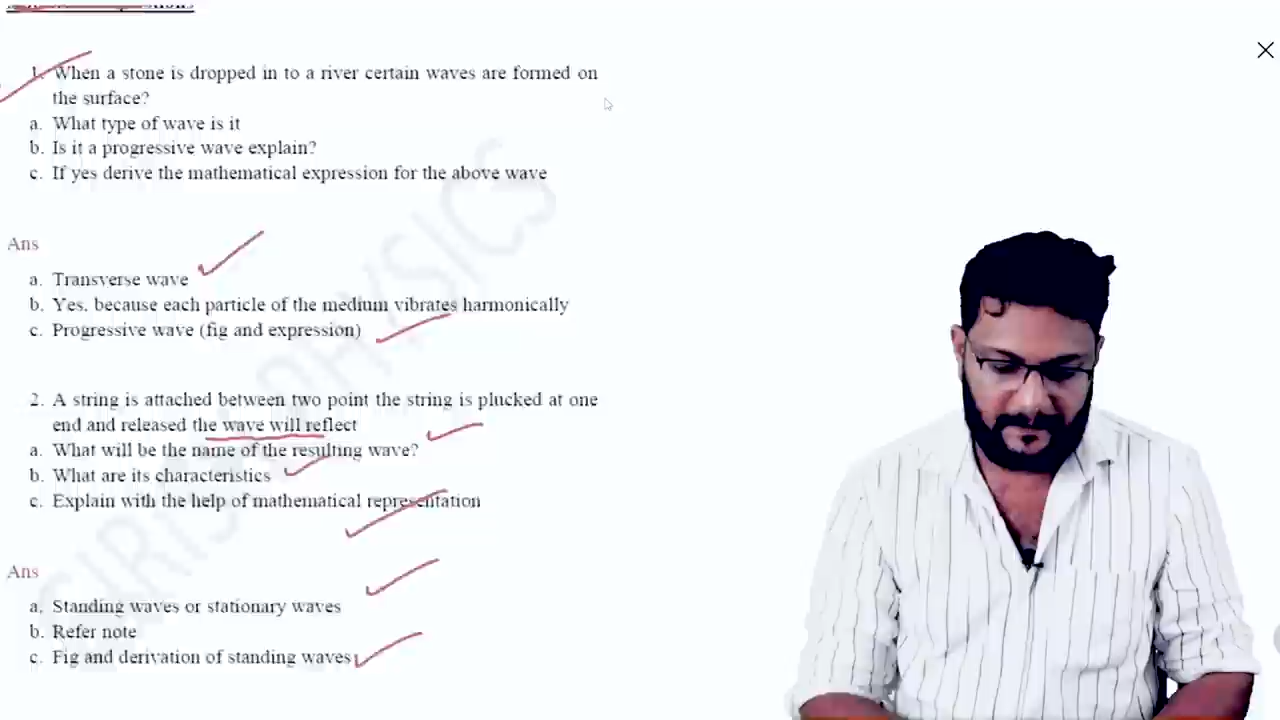 1. When a stone is dropped in to a river certain waves are formed on
the surface?
a. What type of wave is it
b. Is it a progressive wave explain?
c. If yes derive the mathematical expression for the above wave
Ans
a. Transverse wave
b. Yes, because each particle of the medium vibrates harmonically
c. Progressive wave (fig and expression)
2. A string is attached between two point the string is plucked at one
end and released the wave will reflect
a. What will be the name of the resulting wave?
b. What are its characteristics
c. Explain with the help of mathematical representation
Ans
a. Standing waves or stationary waves
b. Refer note
c. Fig and derivation of standing waves